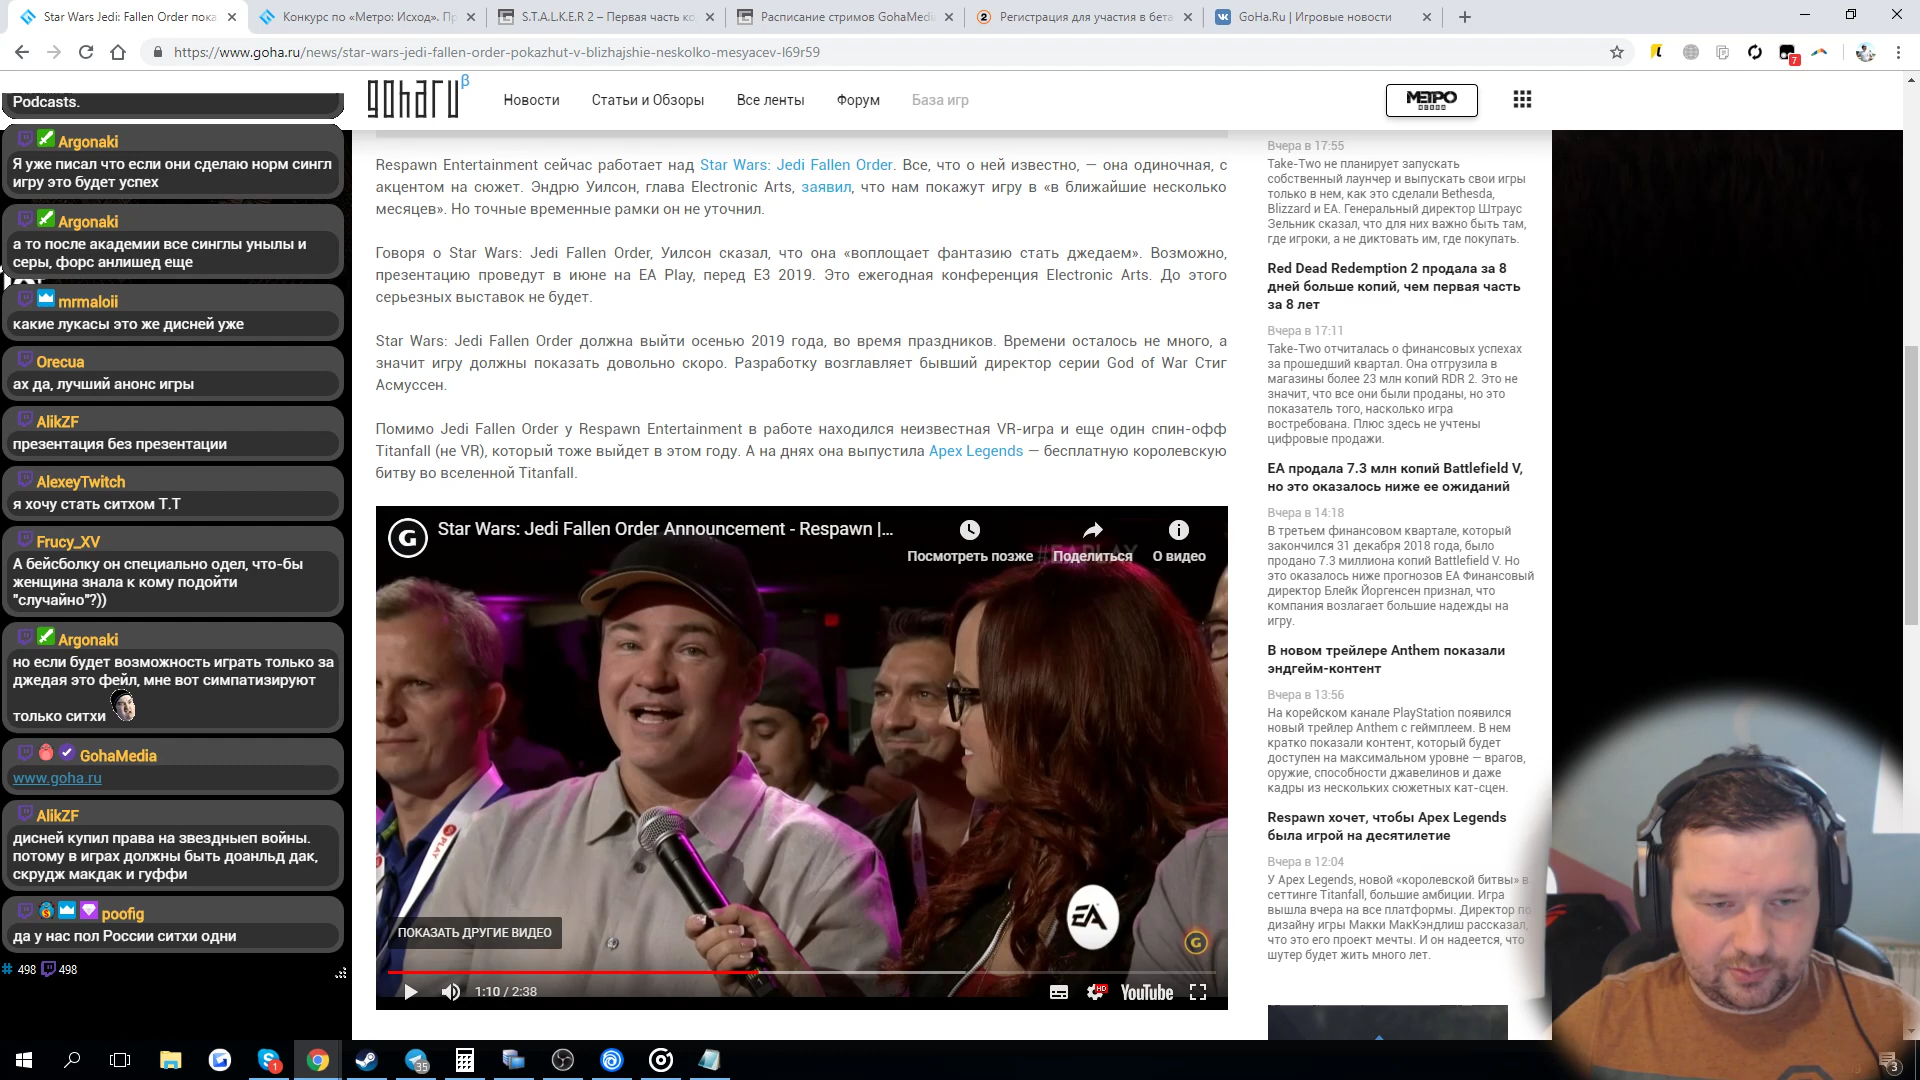 Star Wars Jedi: Fallen Order пока
Конкурс по «Метро: Исход». Пр
S.T.A.L.K.E.R 2 – Первая часть ко
Расписание стримов GohaMedia
Регистрация для участия в бета
GoHa.Ru | Игровые новости
https://www.goha.ru/news/star-wars-jedi-fallen-order-pokazhut-v-blizhajshie-neskolko-mesyacev-l69r59
7
goharu β
Новости
Статьи и Обзоры
Все ленты
Форум
База игр
МЕТРО
Podcasts.
Argonaki
Я уже писал что если они сделаю норм сингл
игру это будет успех
Argonaki
а то после академии все синглы унылы и
серы, форс анлишед еще
mrmaloii
какие лукасы это же дисней уже
Orecua
ах да, лучший анонс игры
AlikZF
презентация без презентации
AlexeyTwitch
я хочу стать ситхом Т.Т
Frucy_XV
А бейсболку он специально одел, что-бы
женщина знала к кому подойти
"случайно"?))
Argonaki
но если будет возможность играть только за
джедая это фейл, мне вот симпатизируют
только ситхи
GohaMedia
www.goha.ru
AlikZF
дисней купил права на звездныеп войны.
потому в играх должны быть доанльд дак,
скрудж макдак и гуффи
poofig
да у нас пол России ситхи одни
498 498
Respawn Entertainment сейчас работает над Star Wars: Jedi Fallen Order. Все, что о ней известно, — она одиночная, с
акцентом на сюжет. Эндрю Уилсон, глава Electronic Arts, заявил, что нам покажут игру в «в ближайшие несколько
месяцев». Но точные временные рамки он не уточнил.
Говоря о Star Wars: Jedi Fallen Order, Уилсон сказал, что она «воплощает фантазию стать джедаем». Возможно,
презентацию проведут в июне на EA Play, перед E3 2019. Это ежегодная конференция Electronic Arts. До этого
серьезных выставок не будет.
Star Wars: Jedi Fallen Order должна выйти осенью 2019 года, во время праздников. Времени осталось не много, а
значит игру должны показать довольно скоро. Разработку возглавляет бывший директор серии God of War Стиг
Асмуссен.
Помимо Jedi Fallen Order у Respawn Entertainment в работе находился неизвестная VR-игра и еще один спин-офф
Titanfall (не VR), который тоже выйдет в этом году. А на днях она выпустила Apex Legends — бесплатную королевскую
битву во вселенной Titanfall.
G
Star Wars: Jedi Fallen Order Announcement - Respawn |...
Посмотреть позже
#EAPLAY
Поделиться
О видео
ПОКАЗАТЬ ДРУГИЕ ВИДЕО
EA
G
1:10 / 2:38
HD
YouTube
Вчера в 17:55
Take-Two не планирует запускать
собственный лаунчер и выпускать свои игры
только в нем, как это сделали Bethesda,
Blizzard и EA. Генеральный директор Штраус
Зельник сказал, что для них важно быть там,
где игроки, а не диктовать им, где покупать.
Red Dead Redemption 2 продала за 8
дней больше копий, чем первая часть
за 8 лет
Вчера в 17:11
Take-Two отчиталась о финансовых успехах
за прошедший квартал. Она отгрузила в
магазины более 23 млн копий RDR 2. Это не
значит, что все они были проданы, но это
показатель того, насколько игра
востребована. Плюс здесь не учтены
цифровые продажи.
EA продала 7.3 млн копий Battlefield V,
но это оказалось ниже ее ожиданий
Вчера в 14:18
В третьем финансовом квартале, который
закончился 31 декабря 2018 года, было
продано 7.3 миллиона копий Battlefield V. Но
это оказалось ниже прогнозов EA Финансовый
директор Блейк Йоргенсен признал, что
компания возлагает большие надежды на
игру.
В новом трейлере Anthem показали
эндгейм-контент
Вчера в 13:56
На корейском канале PlayStation появился
новый трейлер Anthem с геймплеем. В нем
кратко показали контент, который будет
доступен на максимальном уровне — врагов,
оружие, способности джавелинов и даже
кадры из нескольких сюжетных кат-сцен.
Respawn хочет, чтобы Apex Legends
была игрой на десятилетие
Вчера в 12:04
У Apex Legends, новой «королевской битвы» в
сеттинге Titanfall, большие амбиции. Игра
вышла вчера на все платформы. Директор по
дизайну игры Макки МакКэндлиш рассказал,
что это его проект мечты. И он надеется, что
шутер будет жить много лет.
1
35
3